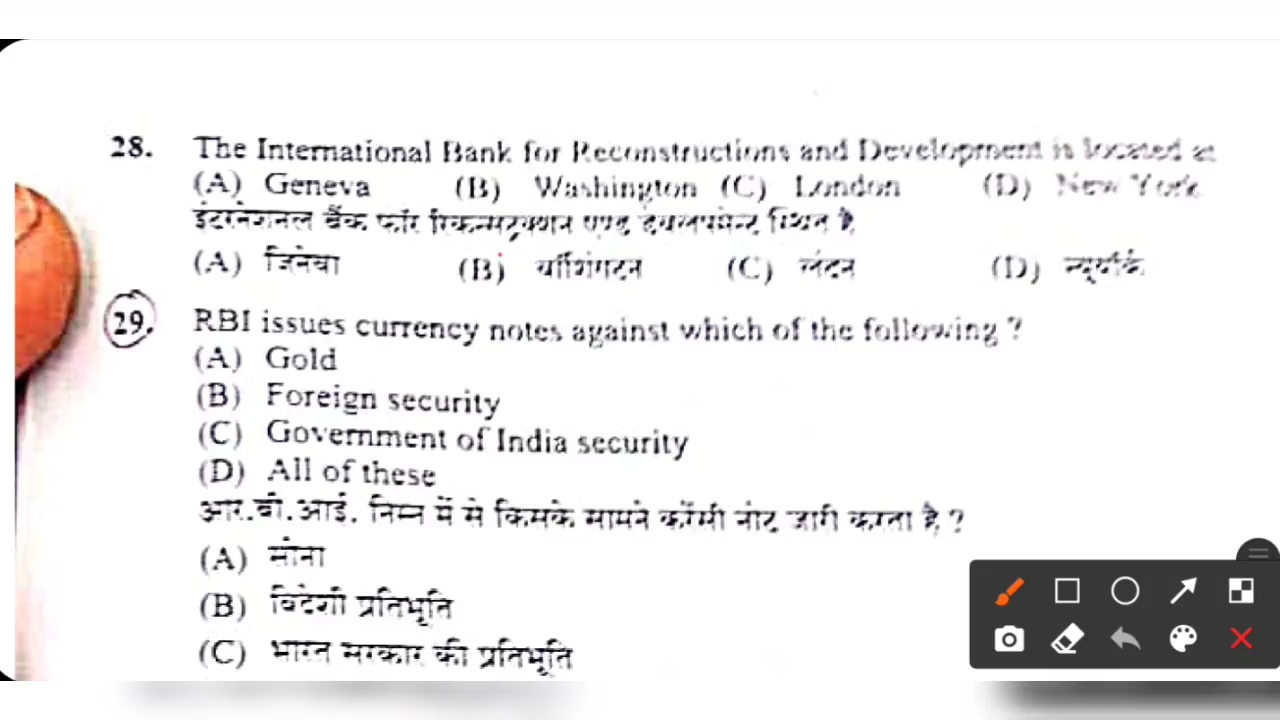 28. The International Bank for Reconstructions and Development is located at
(A) Geneva (B) Washington (C) London (D) New York
इंटरनेशनल बैंक फॉर रिकन्सट्रक्शन एण्ड डेवलपमेन्ट स्थित है
(A) जिनेवा (B) वाशिंगटन (C) लंदन (D) न्यूयॉर्क
29. RBI issues currency notes against which of the following ?
(A) Gold
(B) Foreign security
(C) Government of India security
(D) All of these
आर.बी.आई. निम्न में से किसके सामने करेंसी नोट जारी करता है ?
(A) सोना
(B) विदेशी प्रतिभूति
(C) भारत सरकार की प्रतिभूति